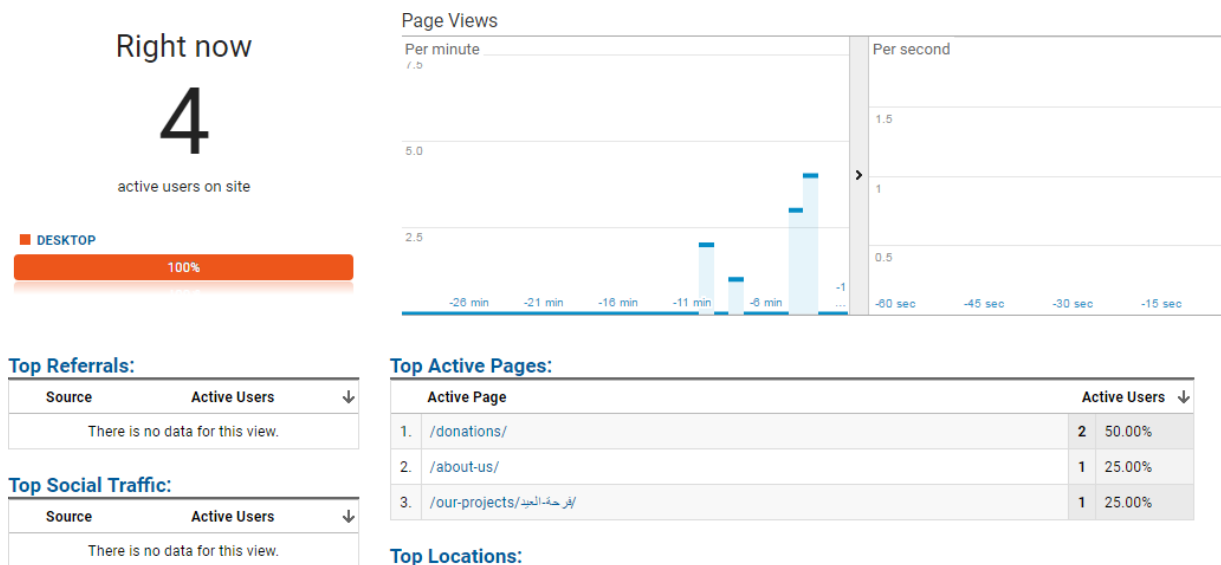 Right now
4
active users on site
DESKTOP
100%
Page Views
Per minute
7.5
5.0
2.5
-26 min -21 min -16 min -11 min -6 min -1
...
Per second
1.5
1
0.5
-60 sec -45 sec -30 sec -15 sec
Top Referrals:
Source Active Users
There is no data for this view.
Top Social Traffic:
Source Active Users
There is no data for this view.
Top Active Pages:
Active Page Active Users
1. /donations/ 2 50.00%
2. /about-us/ 1 25.00%
3. /our-projects/فرحة-العيد/ 1 25.00%
Top Locations: